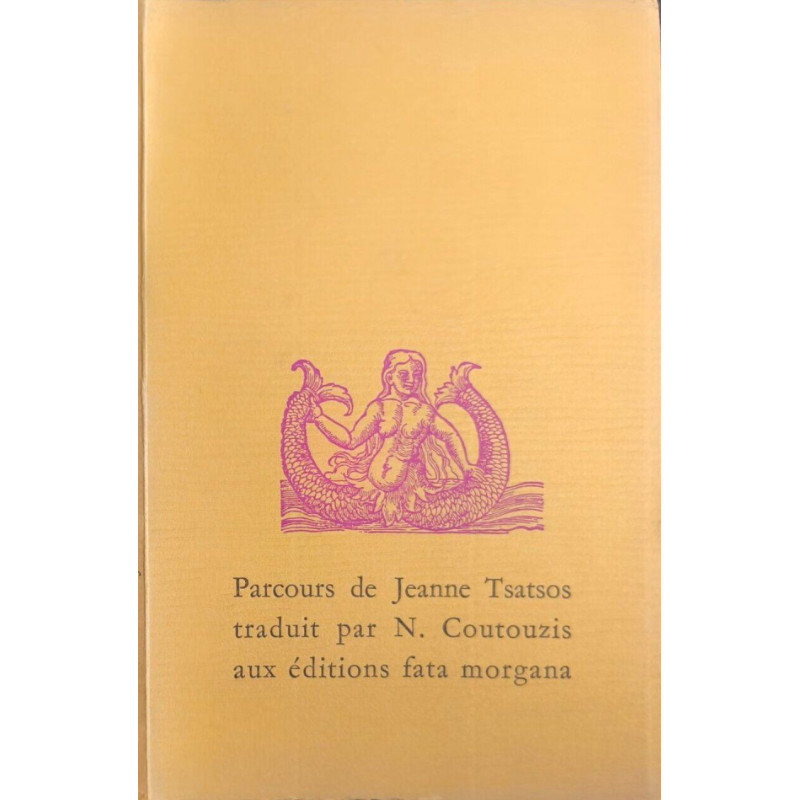 Parcours de Jeanne Tsatsos
traduit par N. Coutouzis
aux éditions fata morgana